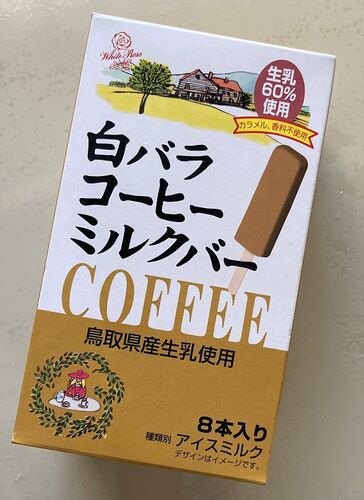 White Rose
生乳
60%
使用
カラメル、香料不使用
白バラ
コーヒー
ミルクバー
COFFEE
鳥取県産生乳使用
8本入り
種類別 アイスミルク
デザインはイメージです。